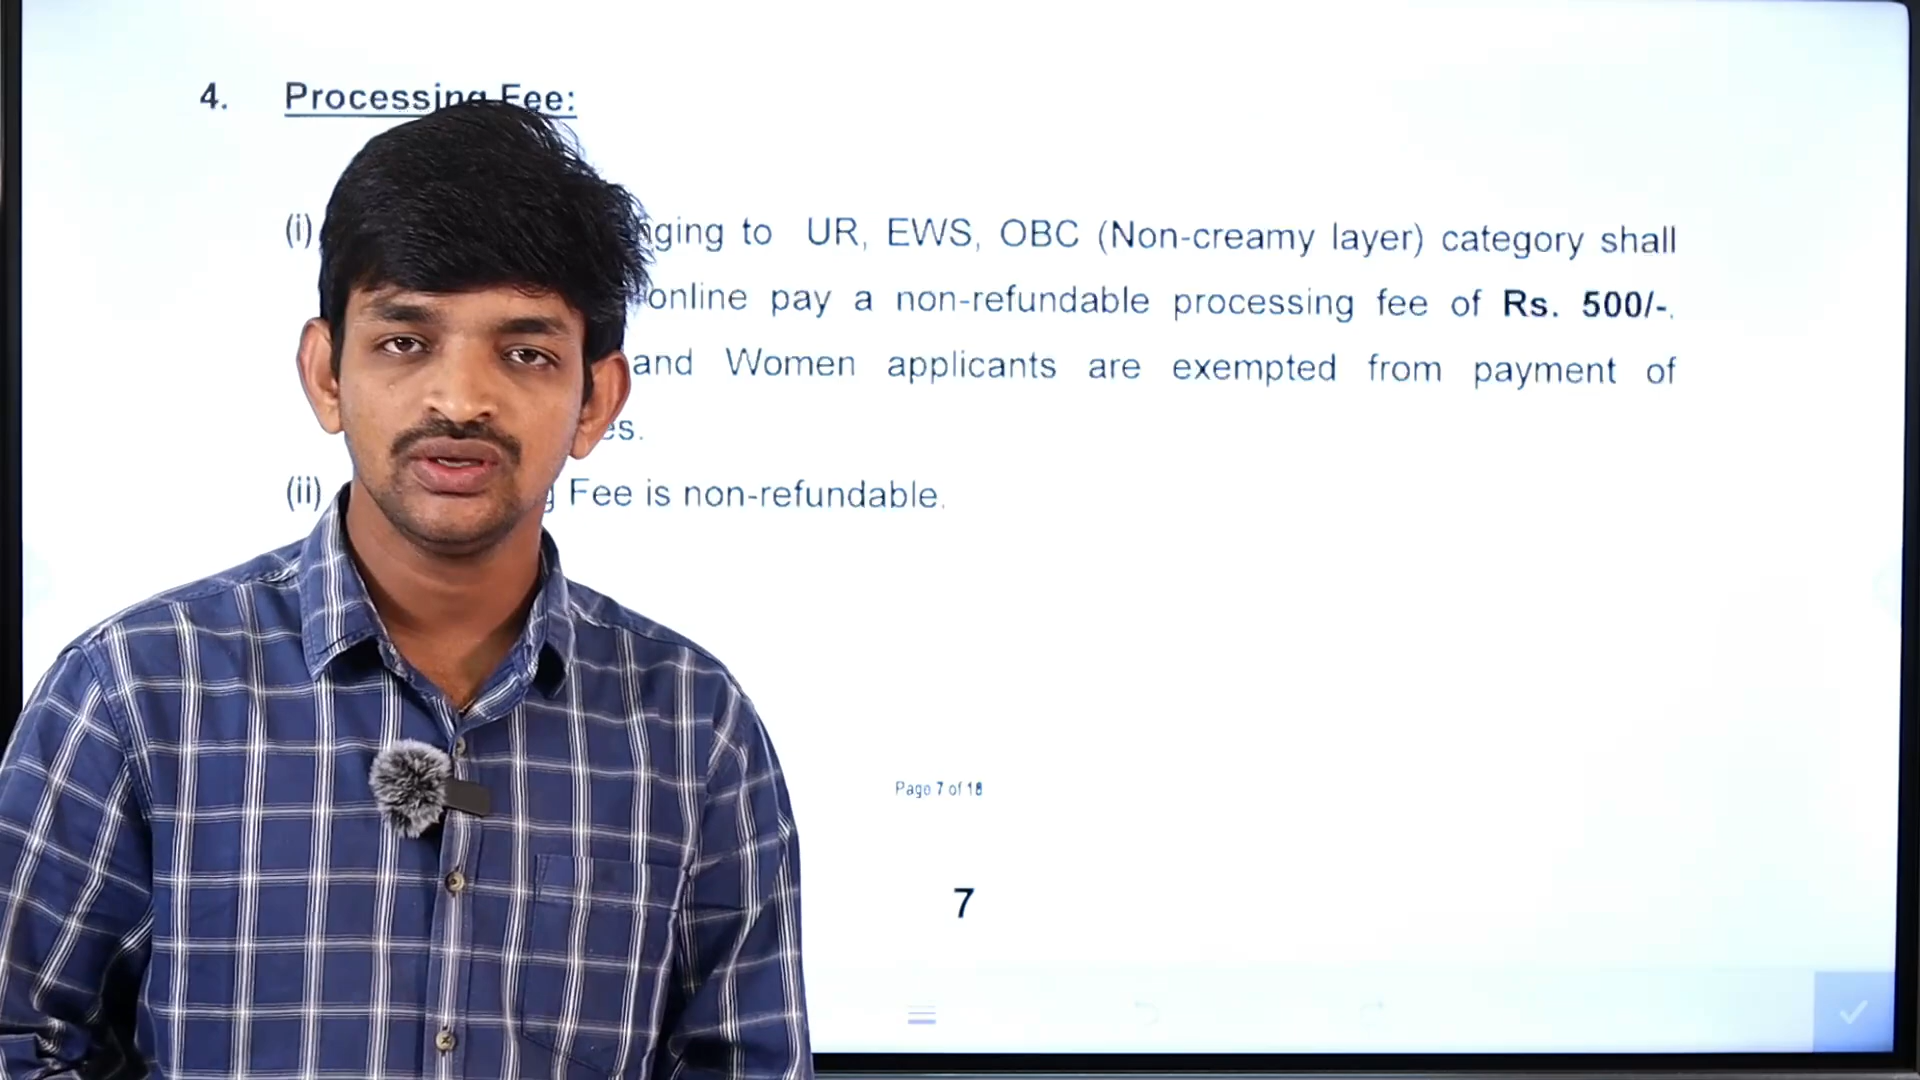 4. Processing Fee:
(i) to UR, EWS, OBC (Non-creamy layer) category shall
online pay a non-refundable processing fee of Rs. 500/-.
and Women applicants are exempted from payment of
(ii) Fee is non-refundable.
Page 7 of 18
7